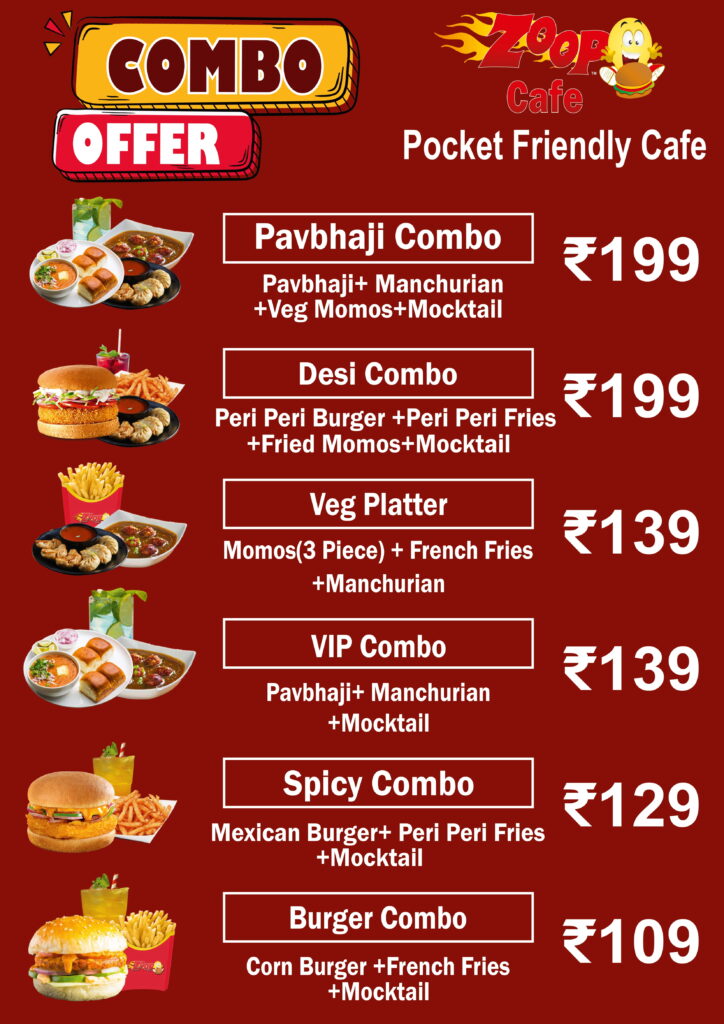 COMBO
OFFER
ZOOP
TM
Cafe
Pocket Friendly Cafe
Pavbhaji Combo
₹199
Pavbhaji+ Manchurian
+Veg Momos+Mocktail
Desi Combo
₹199
Peri Peri Burger +Peri Peri Fries
+Fried Momos+Mocktail
Veg Platter
₹139
Momos(3 Piece) + French Fries
+Manchurian
VIP Combo
₹139
Pavbhaji+ Manchurian
+Mocktail
Spicy Combo
₹129
Mexican Burger+ Peri Peri Fries
+Mocktail
Burger Combo
₹109
Corn Burger +French Fries
+Mocktail